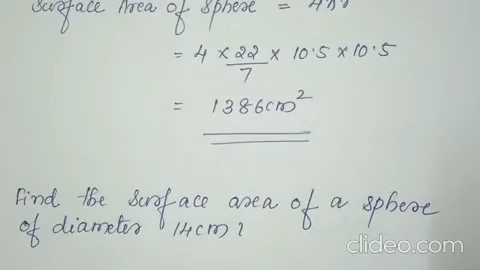 Surface Area of Sphere = 4πr²
= 4 × 22/7 × 10.5 × 10.5
= 1386cm²
Find the surface area of a sphere
of diameter 14cm?
clideo.com